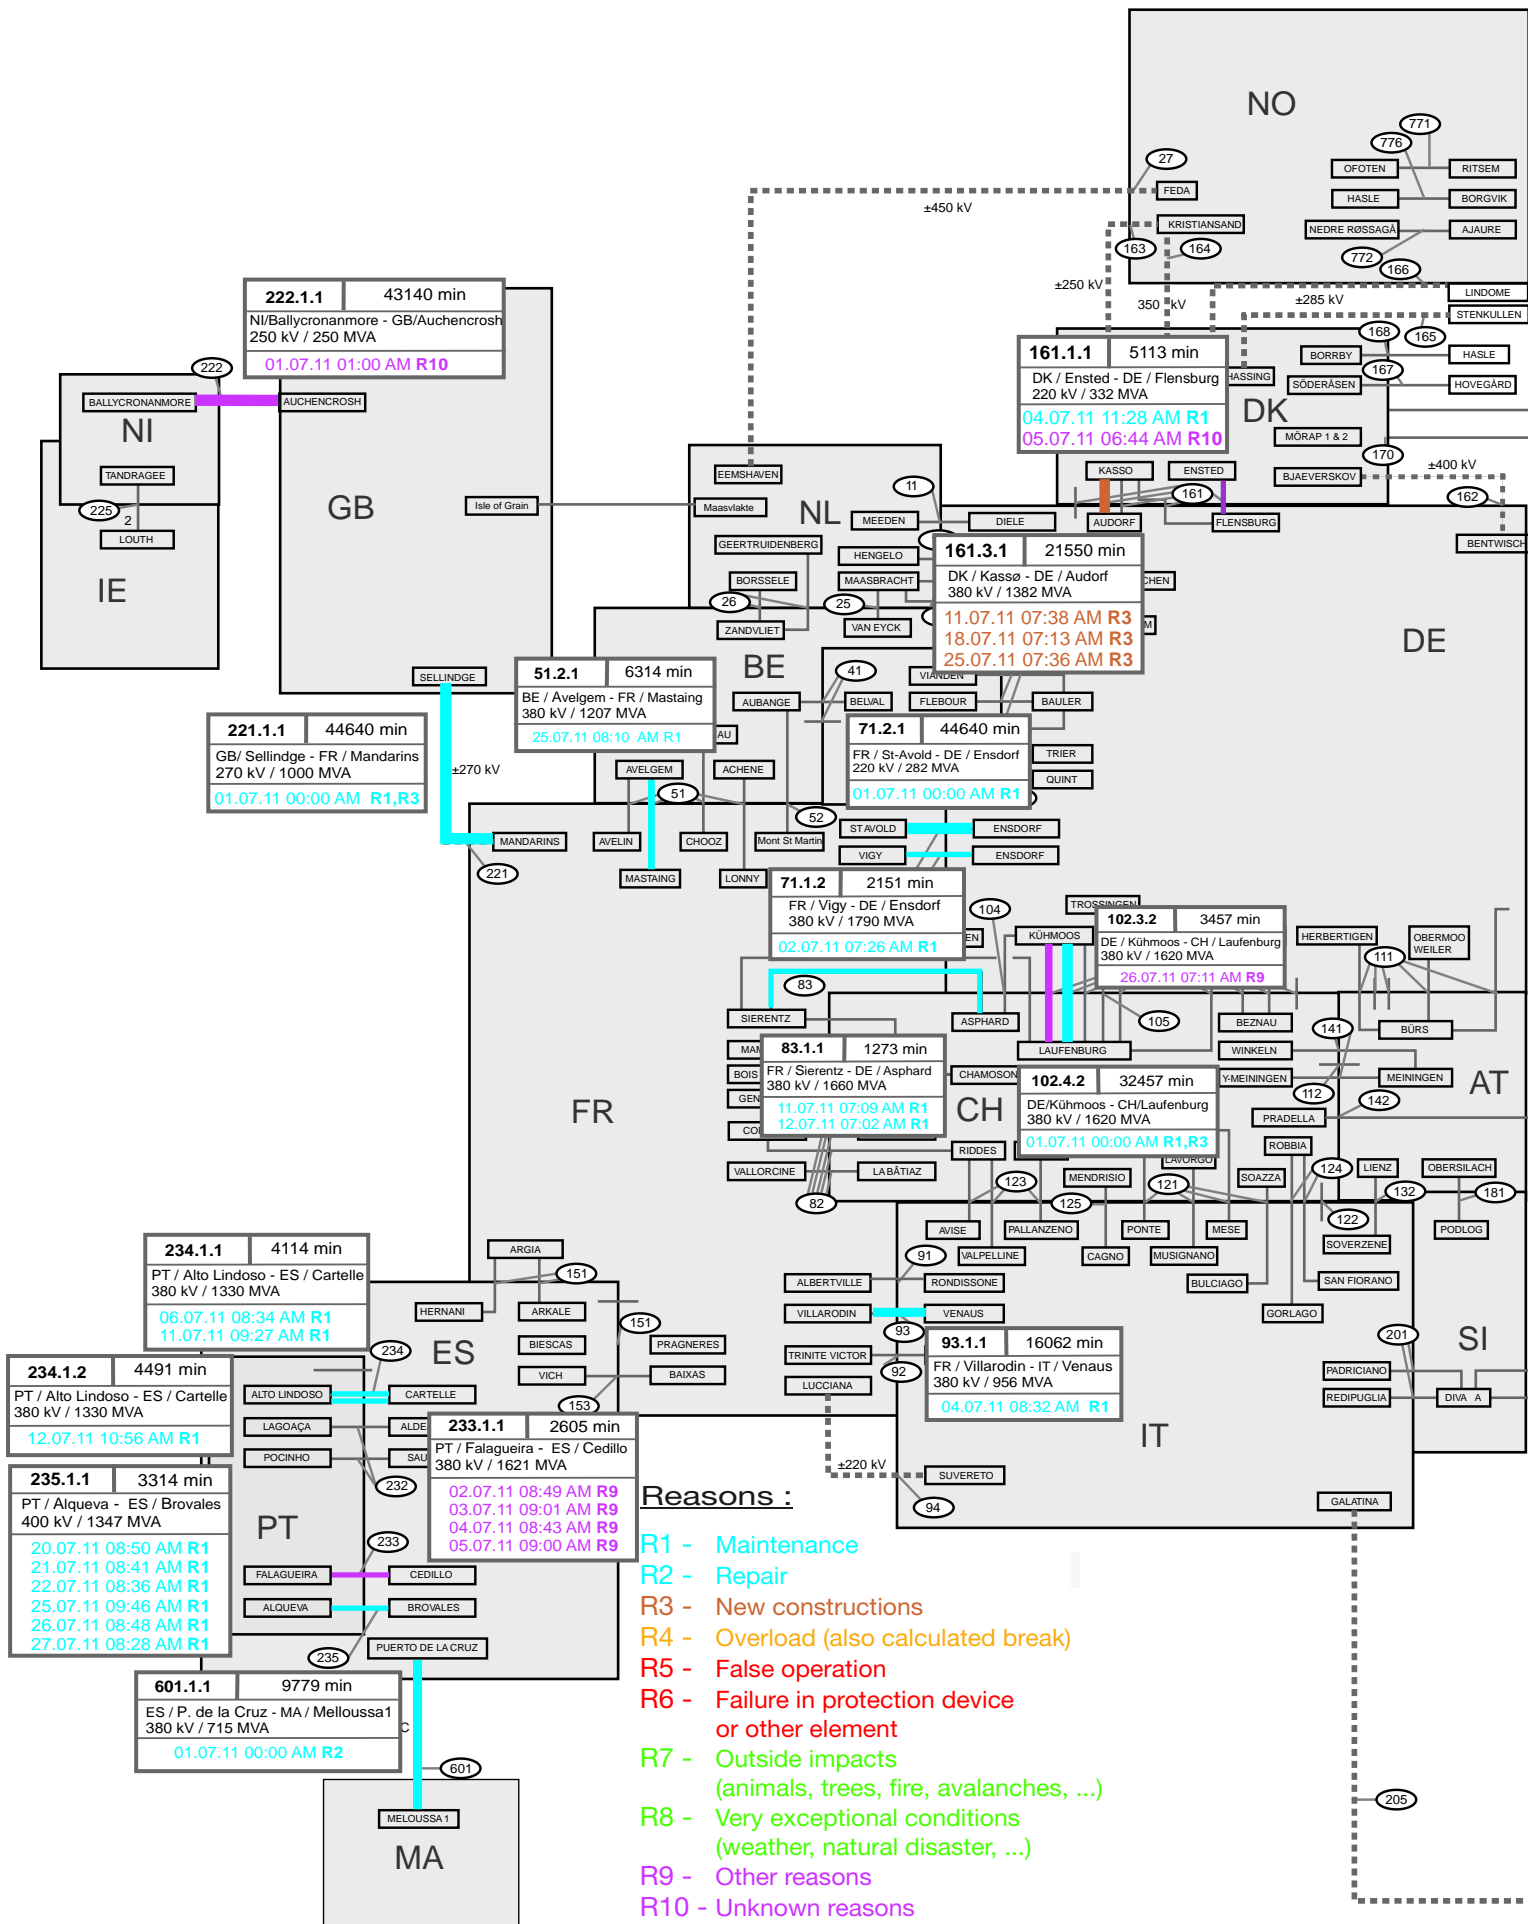 NO
771
776
27
OFOTEN
RITSEM
FEDA
HASLE
BORGVIK
±450 kV
KRISTIANSAND
NEDRE RØSSAGÅ
AJAURE
163
164
772
166
±250 kV
350 kV
±285 kV
LINDOME
STENKULLEN
222.1.1 43140 min
NI/Ballycronanmore - GB/Auchencrosh
250 kV / 250 MVA
01.07.11 01:00 AM R10
161.1.1 5113 min
DK / Ensted - DE / Flensburg
220 kV / 332 MVA
04.07.11 11:28 AM R1
05.07.11 06:44 AM R10
168
165
BORRBY
HASLE
HASSING
167
SÖDERÅSEN
HOVEGÅRD
DK
MÖRAP 1 & 2
170
BJAEVERSKOV
±400 kV
162
BENTWISCH
222
BALLYCRONANMORE
AUCHENCROSH
NI
TANDRAGEE
225
2
LOUTH
IE
GB
Isle of Grain
EEMSHAVEN
Maasvlakte
NL
11
MEEDEN
DIELE
KASSO
ENSTED
161
AUDORF
FLENSBURG
GEERTRUIDENBERG
HENGELO
BORSSELE
MAASBRACHT
CHEN
26
25
ZANDVLIET
VAN EYCK
M
161.3.1 21550 min
DK / Kassø - DE / Audorf
380 kV / 1382 MVA
11.07.11 07:38 AM R3
18.07.11 07:13 AM R3
25.07.11 07:36 AM R3
DE
BE
41
VIANDEN
AUBANGE
BELVAL
FLEBOUR
BAULER
SELLINDGE
51.2.1 6314 min
BE / Avelgem - FR / Mastaing
380 kV / 1207 MVA
25.07.11 08:10 AM R1
AU
221.1.1 44640 min
GB/ Sellindge - FR / Mandarins
270 kV / 1000 MVA
01.07.11 00:00 AM R1,R3
±270 kV
71.2.1 44640 min
FR / St-Avold - DE / Ensdorf
220 kV / 282 MVA
01.07.11 00:00 AM R1
TRIER
QUINT
AVELGEM
ACHENE
51
52
STAVOLD
ENSDORF
MANDARINS
AVELIN
CHOOZ
Mont St Martin
VIGY
ENSDORF
221
MASTAING
LONNY
71.1.2 2151 min
FR / Vigy - DE / Ensdorf
380 kV / 1790 MVA
02.07.11 07:26 AM R1
104
TROSSINGEN
EN
KÜHMOOS
102.3.2 3457 min
DE / Kühmoos - CH / Laufenburg
380 kV / 1620 MVA
26.07.11 07:11 AM R9
HERBERTIGEN
OBERMOO
WEILER
111
83
SIERENTZ
ASPHARD
105
BEZNAU
141
BÜRS
83.1.1 1273 min
FR / Sierentz - DE / Asphard
380 kV / 1660 MVA
11.07.11 07:09 AM R1
12.07.11 07:02 AM R1
MAM
BOIS
GEN
LAUFENBURG
WINKELN
CHAMOSON
102.4.2 32457 min
DE/Kühmoos - CH/Laufenburg
380 kV / 1620 MVA
01.07.11 00:00 AM R1,R3
Y-MEININGEN
MEININGEN
AT
112
142
FR
CH
PRADELLA
ROBBIA
RIDDES
VALLORCINE
LA BÂTIAZ
LAVORGO
MENDRISIO
SOAZZA
124
LIENZ
OBERSILACH
82
123
125
121
132
181
122
AVISE
PALLANZENO
PONTE
MESE
SOVERZENE
PODLOG
VALPELLINE
CAGNO
MUSIGNANO
BULCIAGO
SAN FIORANO
GORLAGO
234.1.1 4114 min
PT / Alto Lindoso - ES / Cartelle
380 kV / 1330 MVA
06.07.11 08:34 AM R1
11.07.11 09:27 AM R1
ARGIA
151
HERNANI
ARKALE
ES
BIESCAS
151
PRAGNERES
VICH
BAIXAS
153
91
ALBERTVILLE
RONDISSONE
VILLARODIN
VENAUS
93
TRINITE VICTOR
92
LUCCIANA
93.1.1 16062 min
FR / Villarodin - IT / Venaus
380 kV / 956 MVA
04.07.11 08:32 AM R1
201
SI
PADRICIANO
REDIPUGLIA
DIVA A
IT
234.1.2 4491 min
PT / Alto Lindoso - ES / Cartelle
380 kV / 1330 MVA
12.07.11 10:56 AM R1
234
ALTO LINDOSO
CARTELLE
LAGOAÇA
ALDE
POCINHO
SAU
232
233.1.1 2605 min
PT / Falagueira - ES / Cedillo
380 kV / 1621 MVA
02.07.11 08:49 AM R9
03.07.11 09:01 AM R9
04.07.11 08:43 AM R9
05.07.11 09:00 AM R9
±220 kV
SUVERETO
94
GALATINA
235.1.1 3314 min
PT / Alqueva - ES / Brovales
400 kV / 1347 MVA
20.07.11 08:50 AM R1
21.07.11 08:41 AM R1
22.07.11 08:36 AM R1
25.07.11 09:46 AM R1
26.07.11 08:48 AM R1
27.07.11 08:28 AM R1
PT
233
FALAGUEIRA
CEDILLO
ALQUEVA
BROVALES
PUERTO DE LA CRUZ
235
601.1.1 9779 min
ES / P. de la Cruz - MA / Melloussa1
380 kV / 715 MVA
01.07.11 00:00 AM R2
C
601
MELOUSSA 1
MA
205
Reasons :
R1 - Maintenance
R2 - Repair
R3 - New constructions
R4 - Overload (also calculated break)
R5 - False operation
R6 - Failure in protection device
or other element
R7 - Outside impacts
(animals, trees, fire, avalanches, ...)
R8 - Very exceptional conditions
(weather, natural disaster, ...)
R9 - Other reasons
R10 - Unknown reasons